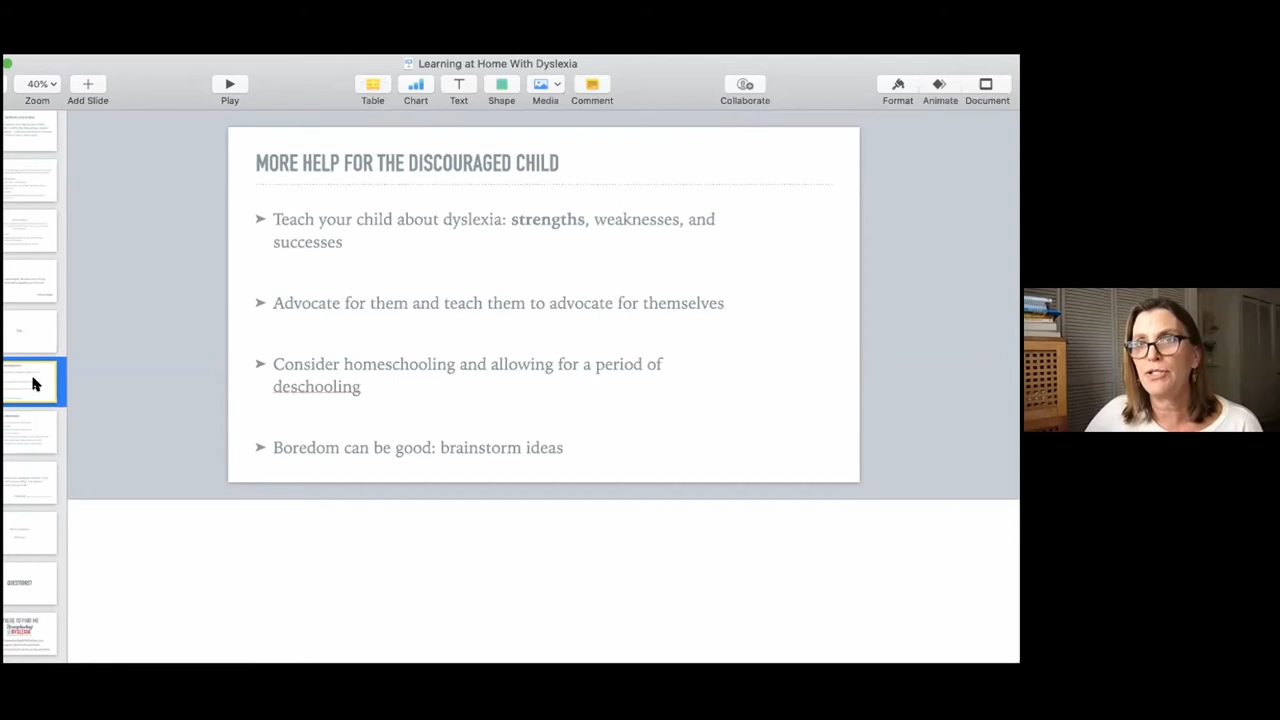 Learning at Home With Dyslexia
40%
Zoom
Add Slide
Play
Table
Chart
Text
Shape
Media
Comment
Collaborate
Format
Animate
Document
MORE HELP FOR THE DISCOURAGED CHILD
➤ Teach your child about dyslexia: strengths, weaknesses, and
successes
➤ Advocate for them and teach them to advocate for themselves
➤ Consider homeschooling and allowing for a period of
deschooling
➤ Boredom can be good: brainstorm ideas
QUESTIONS?